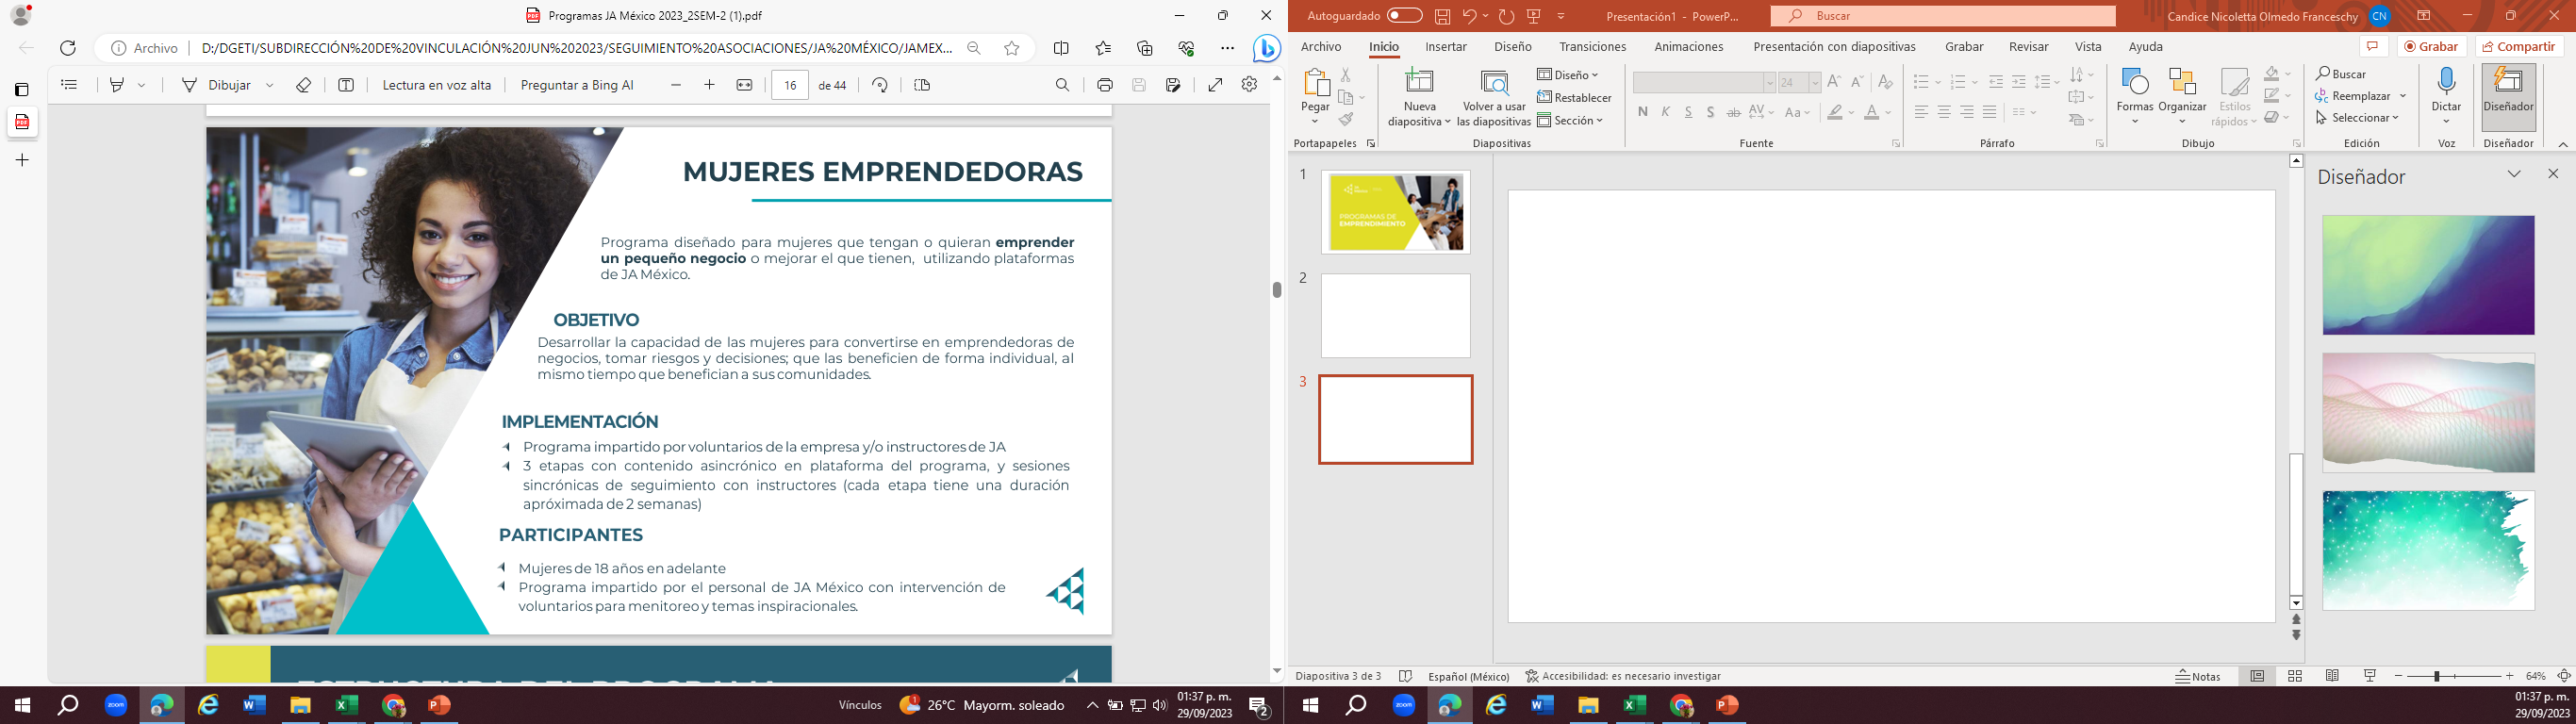 Programas JA México 2023_2SEM-2 (1).pdf
Archivo
D:/DGETI/SUBDIRECCIÓN%20DE%20VINCULACIÓN%20JUN%202023/SEGUIMIENTO%20ASOCIACIONES/JA%20MÉXICO/JAMEX...
Dibujar
Lectura en voz alta
Preguntar a Bing AI
16
de 44
MUJERES EMPRENDEDORAS
Programa diseñado para mujeres que tengan o quieran emprender
un pequeño negocio o mejorar el que tienen, utilizando plataformas
de JA México.
OBJETIVO
Desarrollar la capacidad de las mujeres para convertirse en emprendedoras de
negocios, tomar riesgos y decisiones; que las beneficien de forma individual, al
mismo tiempo que benefician a sus comunidades.
IMPLEMENTACIÓN
Programa impartido por voluntarios de la empresa y/o instructores de JA
3 etapas con contenido asincrónico en plataforma del programa, y sesiones
sincrónicas de seguimiento con instructores (cada etapa tiene una duración
apróximada de 2 semanas)
PARTICIPANTES
Mujeres de 18 años en adelante
Programa impartido por el personal de JA México con intervención de
voluntarios para menitoreo y temas inspiracionales.
Vínculos
26°C Mayorm. soleado
01:37 p. m.
29/09/2023
2
Autoguardado
Presentación1 - PowerP...
Buscar
Candice Nicoletta Olmedo Franceschy
CN
Archivo
Inicio
Insertar
Diseño
Transiciones
Animaciones
Presentación con diapositivas
Grabar
Revisar
Vista
Ayuda
Grabar
Compartir
Pegar
Portapapeles
Nueva
diapositiva
Volver a usar
las diapositivas
Diseño
Restablecer
Sección
Diapositivas
24
N K S S ab AV Aa A
Fuente
Párrafo
Formas
Organizar
Estilos
rápidos
Dibujo
Buscar
Reemplazar
Seleccionar
Edición
Dictar
Voz
Diseñador
Diseñador
1
PROGRAMAS DE
EMPRENDIMIENTO
2
3
Diseñador
Diapositiva 3 de 3
Español (México)
Accesibilidad: es necesario investigar
Notas
64%
01:37 p. m.
29/09/2023